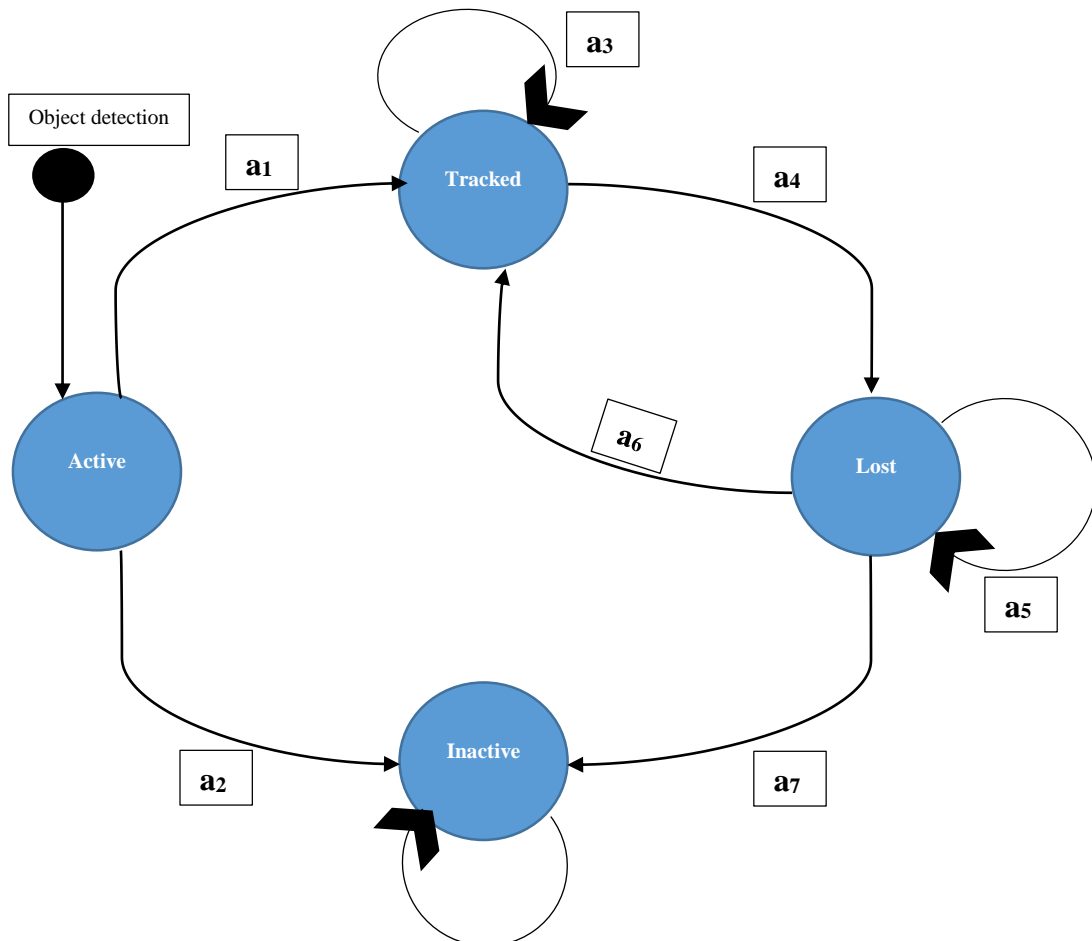 a3
Object detection
a1
Tracked
a4
a6
Active
Lost
a5
Inactive
a2
a7